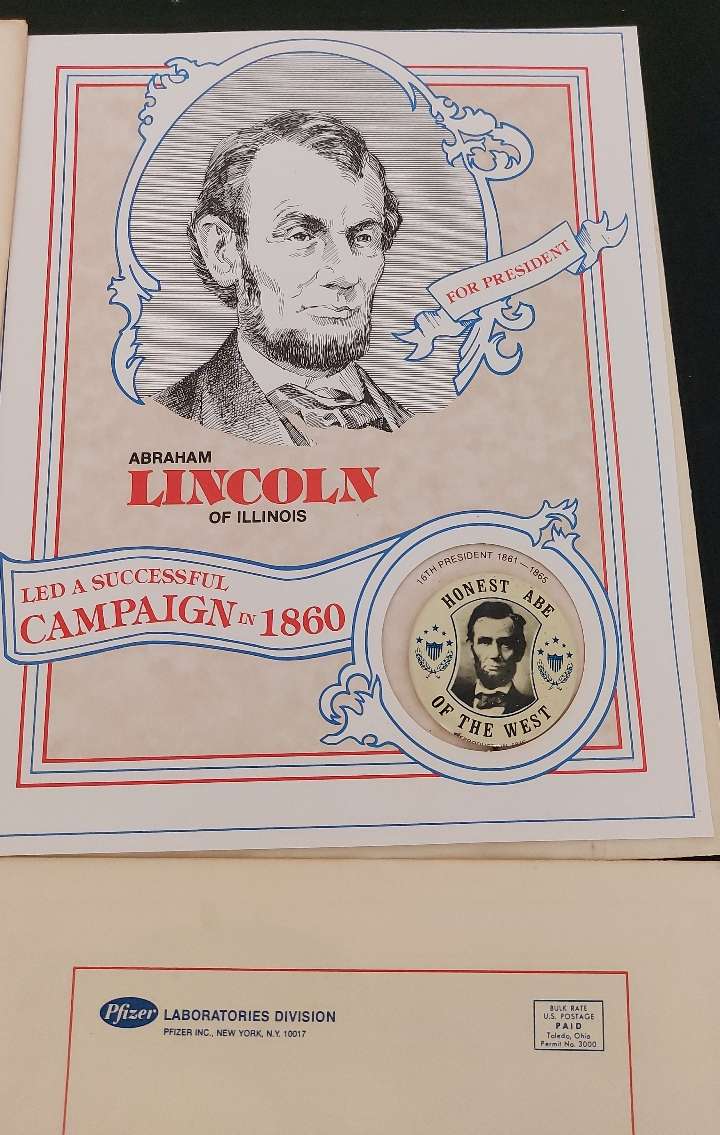 FOR PRESIDENT
ABRAHAM
LINCOLN
OF ILLINOIS
LED A SUCCESSFUL
CAMPAIGN IN 1860
16TH PRESIDENT 1861—1865
HONEST ABE
OF THE WEST
Pfizer LABORATORIES DIVISION
PFIZER INC., NEW YORK, N.Y. 10017
BULK RATE
U.S. POSTAGE
PAID
Toledo, Ohio
Permit No. 3000